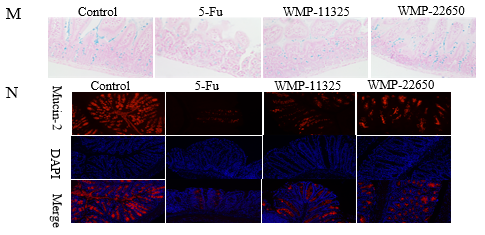 M
Control 5-Fu WMP-11325 WMP-22650
N
Control 5-Fu WMP-11325 WMP-22650
Mucin-2
DAPI
Merge